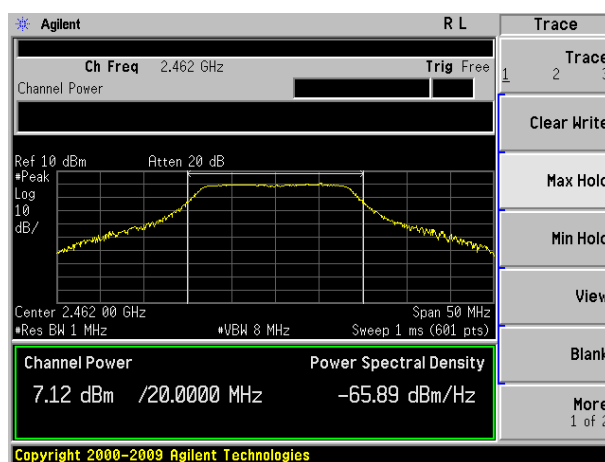 Agilent R L Trace
Ch Freq 2.462 GHz Trig Free
Channel Power
Trace
1 2 3
Clear Write
Max Hold
Min Hold
View
Blank
More
1 of 2
Ref 10 dBm Atten 20 dB
#Peak
Log
10
dB/
Center 2.462 00 GHz Span 50 MHz
#Res BW 1 MHz #VBW 8 MHz Sweep 1 ms (601 pts)
Channel Power Power Spectral Density
7.12 dBm /20.0000 MHz -65.89 dBm/Hz
Copyright 2000-2009 Agilent Technologies